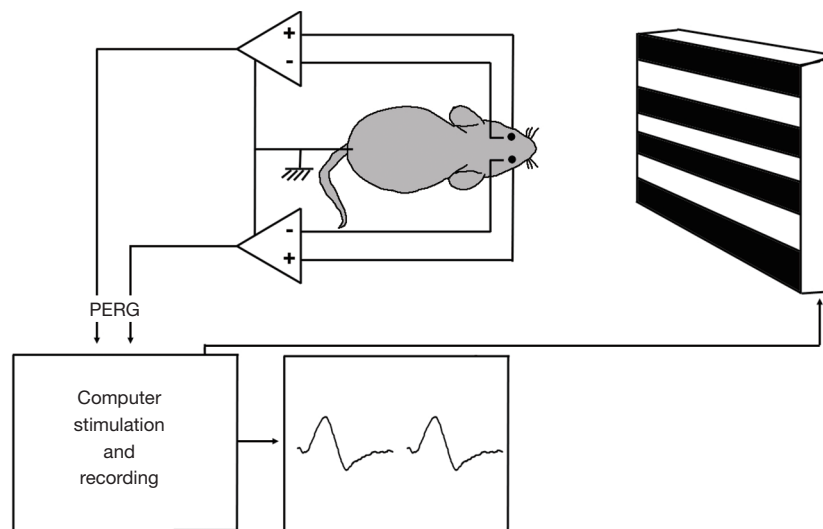 +
-
-
+
PERG
Computer
stimulation
and
recording